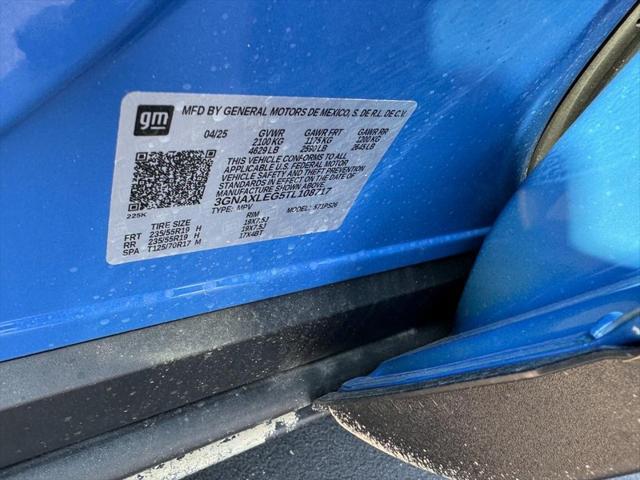 gm
MFD BY GENERAL MOTORS DE MEXICO, S. DE R.L. DE C.V.
04/25 GVWR GAWR FRT GAWR RR
2100 KG 1175 KG 1200 KG
4629 LB 2590 LB 2645 LB
THIS VEHICLE CONFORMS TO ALL
APPLICABLE U.S. FEDERAL MOTOR
VEHICLE SAFETY AND THEFT PREVENTION
STANDARDS IN EFFECT ON THE DATE OF
MANUFACTURE SHOWN ABOVE.
3GNAXLEG5TL108717
225K TYPE: MPV MODEL: 1PS26
TIRE SIZE RIM
FRT 235/55R19 H 19X7.5J
RR 235/55R19 H 19X7.5J
SPA T125/70R17 M 17X4BT